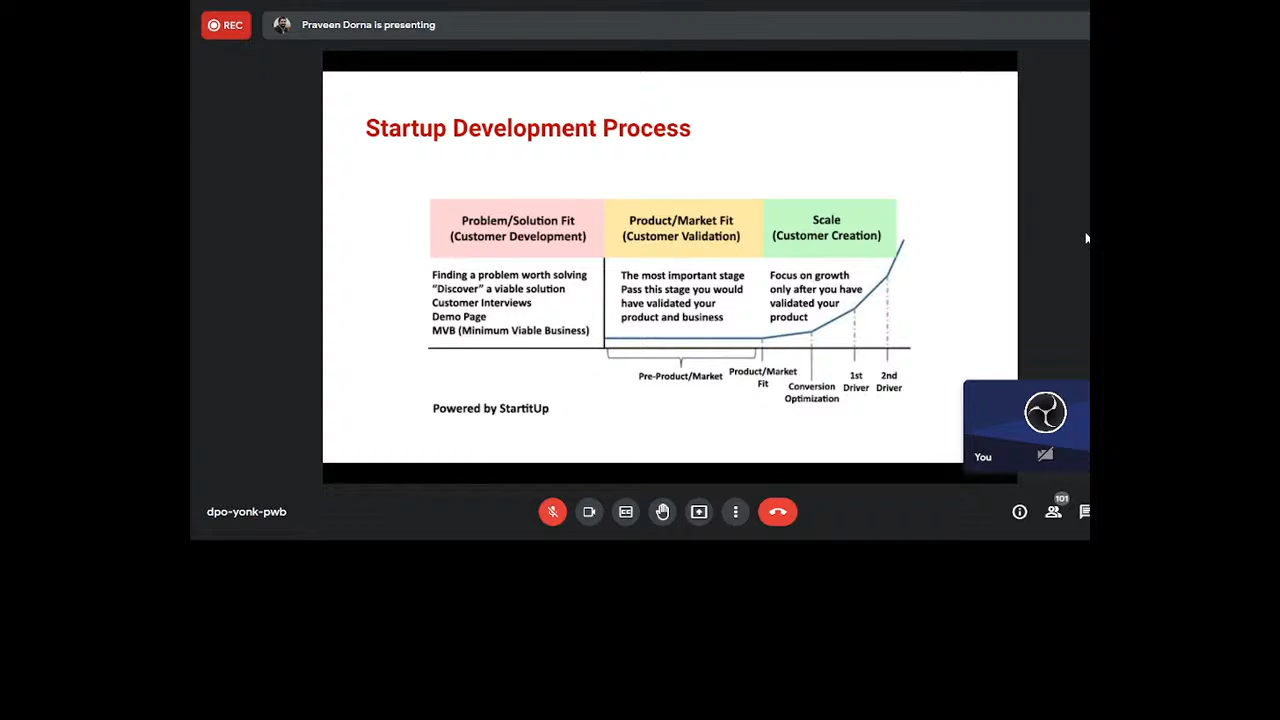 REC
Praveen Dorna is presenting
Startup Development Process
Problem/Solution Fit
(Customer Development)
Product/Market Fit
(Customer Validation)
Scale
(Customer Creation)
Finding a problem worth solving
"Discover" a viable solution
Customer Interviews
Demo Page
MVB (Minimum Viable Business)
The most important stage
Pass this stage you would
have validated your
product and business
Focus on growth
only after you have
validated your
product
Pre-Product/Market
Product/Market
Fit
Conversion
Optimization
1st
Driver
2nd
Driver
Powered by StartitUp
You
dpo-yonk-pwb
CC
101